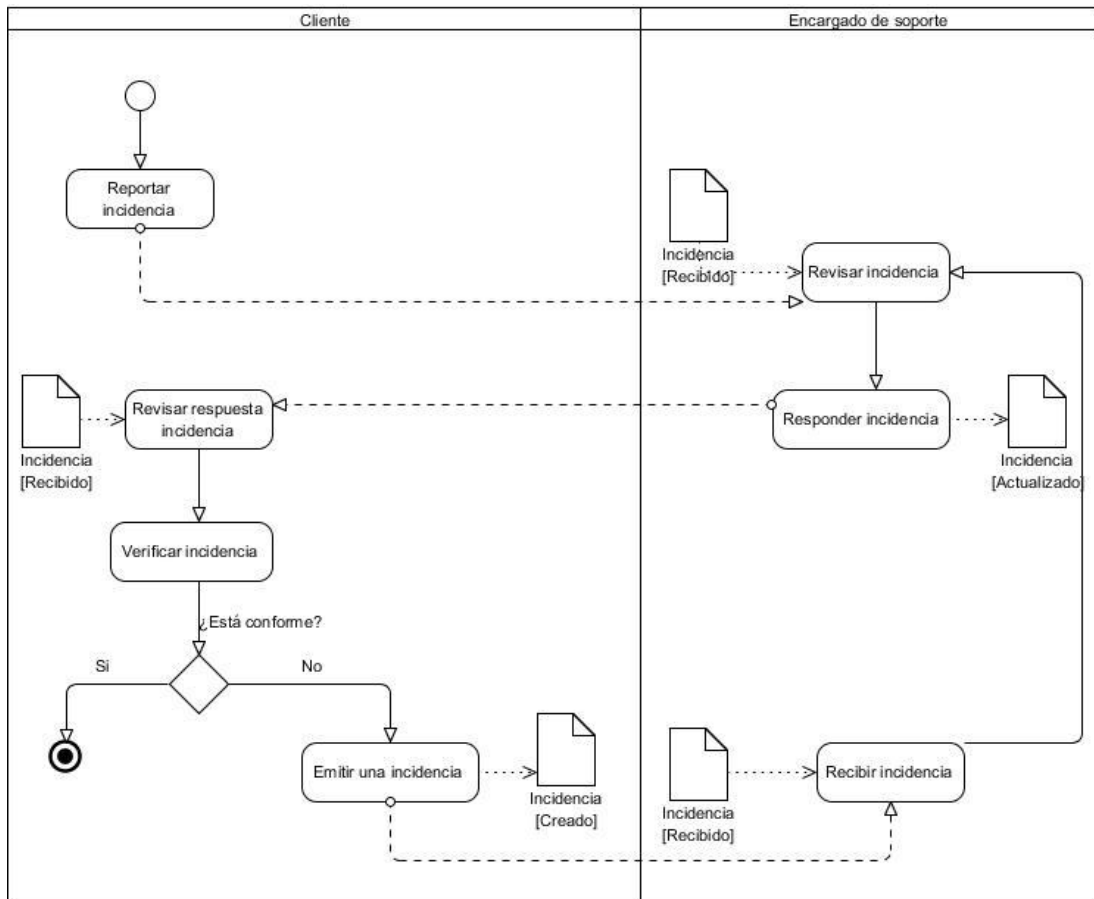 Cliente
Encargado de soporte
Reportar
incidencia
Incidencia
[Recibido]
Revisar incidencia
Incidencia
[Recibido]
Revisar respuesta
incidencia
Responder incidencia
Incidencia
[Actualizado]
Verificar incidencia
¿Está conforme?
Si
No
Emitir una incidencia
Incidencia
[Creado]
Incidencia
[Recibido]
Recibir incidencia